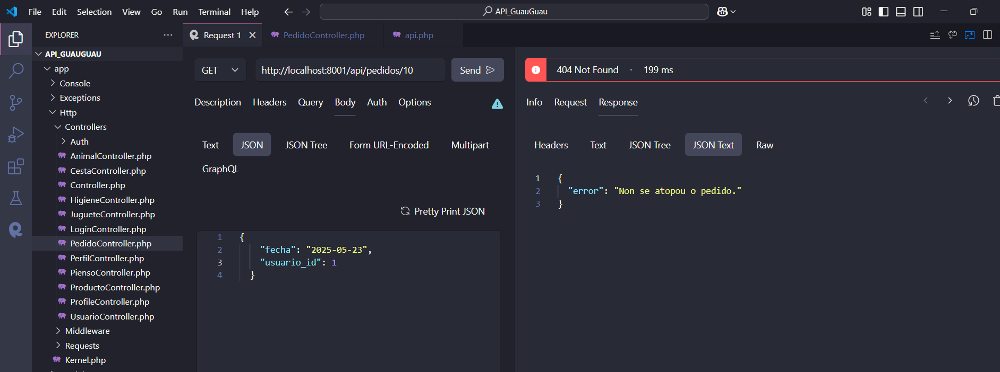 File Edit Selection View Go Run Terminal Help
API_GuauGuau
EXPLORER
API_GUAUGUAU
app
Console
Exceptions
Http
Controllers
Auth
AnimalController.php
CestaController.php
Controller.php
HigieneController.php
JugueteController.php
LoginController.php
PedidoController.php
PerfilController.php
PiensoController.php
ProductoController.php
ProfileController.php
UsuarioController.php
Middleware
Requests
Kernel.php
Request 1 PedidoController.php api.php
GET http://localhost:8001/api/pedidos/10 Send
Description Headers Query Body Auth Options
Text JSON JSON Tree Form URL-Encoded Multipart
GraphQL
Pretty Print JSON
1 {
2 "fecha": "2025-05-23",
3 "usuario_id": 1
4 }
404 Not Found · 199 ms
Info Request Response
Headers Text JSON Tree JSON Text Raw
1 {
2 "error": "Non se atopou o pedido."
3 }